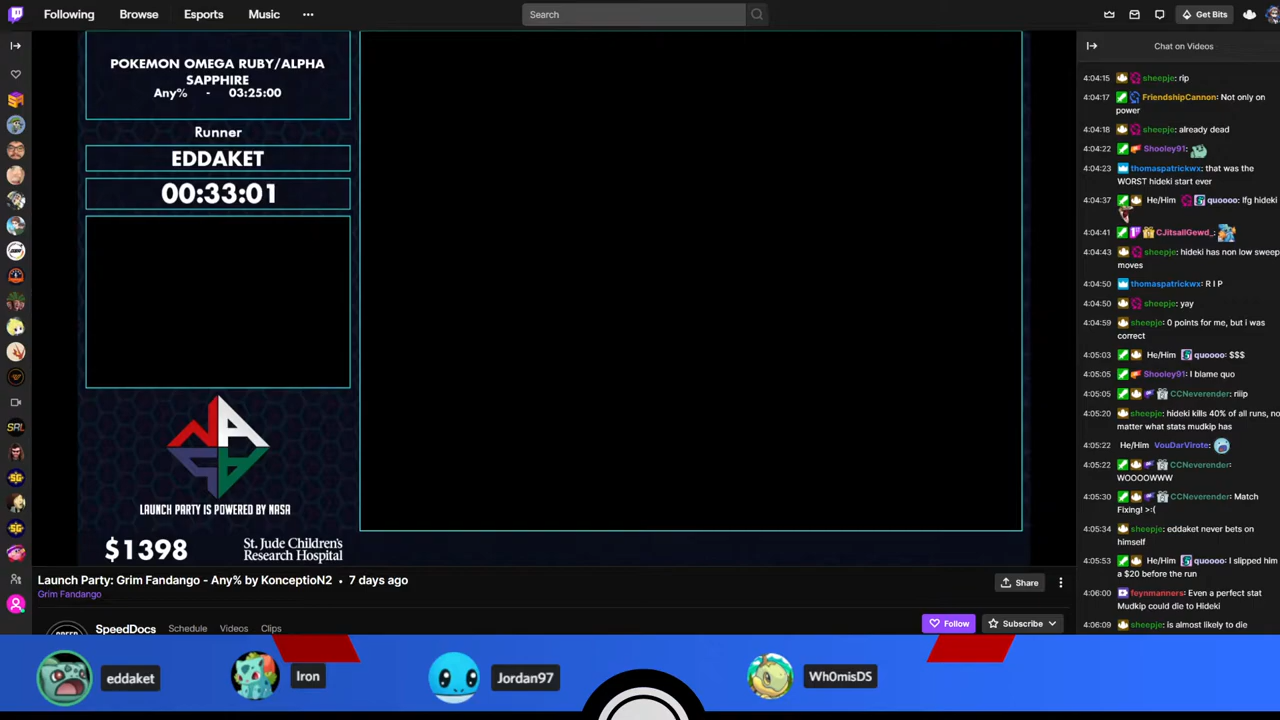 Following
Browse
Esports
Music
Search
Get Bits
POKEMON OMEGA RUBY/ALPHA
SAPPHIRE
Any% - 03:25:00
Runner
EDDAKET
00:33:01
LAUNCH PARTY IS POWERED BY NASA
$1398
St. Jude Children's
Research Hospital
Launch Party: Grim Fandango - Any% by KonceptioN2 • 7 days ago
Grim Fandango
Share
SpeedDocs
Schedule
Videos
Clips
Follow
Subscribe
Chat on Videos
4:04:15 sheepje: rip
4:04:17 FriendshipCannon: Not only on
power
4:04:18 sheepje: already dead
4:04:22 Shooley91:
4:04:23 thomaspatrickwx: that was the
WORST hideki start ever
4:04:37 He/Him quoooo: lfg hideki
4:04:41 CJitsallGewd_:
4:04:43 sheepje: hideki has non low sweep
moves
4:04:50 thomaspatrickwx: R I P
4:04:50 sheepje: yay
4:04:59 sheepje: 0 points for me, but i was
correct
4:05:03 He/Him quoooo: $$$
4:05:05 Shooley91: I blame quo
4:05:05 CCNeverender: riiip
4:05:20 sheepje: hideki kills 40% of all runs, no
matter what stats mudkip has
4:05:22 He/Him VouDarVirote:
4:05:22 CCNeverender:
WOOOOWWW
4:05:30 CCNeverender: Match
Fixing! >:(
4:05:34 sheepje: eddaket never bets on
himself
4:05:53 He/Him quoooo: I slipped him
a $20 before the run
4:06:00 feynmanners: Even a perfect stat
Mudkip could die to Hideki
4:06:09 sheepje: is almost likely to die
eddaket
Iron
Jordan97
Wh0misDS